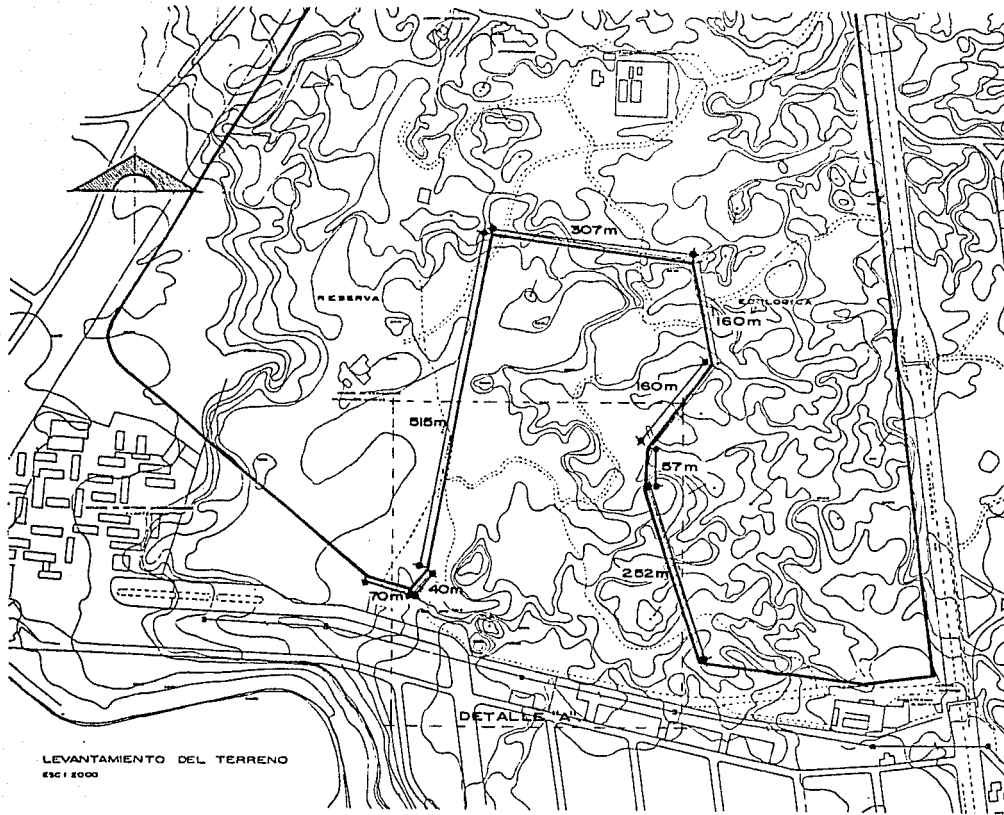 307m
RESERVA
ECOLOGICA
160m
160m
515m
57m
252m
70m
40m
DETALLE "A"
LEVANTAMIENTO DEL TERRENO
ESC 1 2000